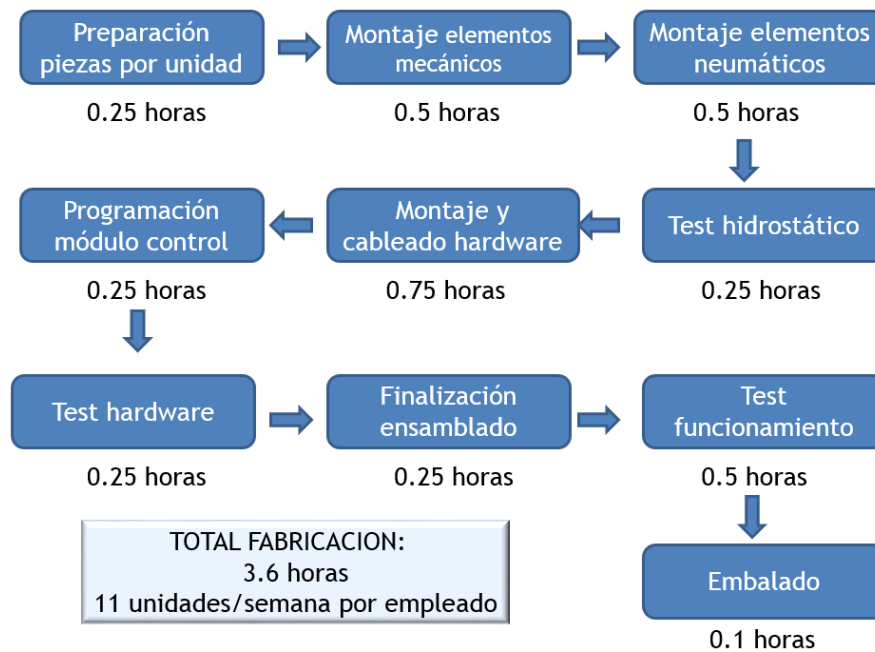 Preparación
piezas por unidad
0.25 horas
Montaje elementos
mecánicos
0.5 horas
Montaje elementos
neumáticos
0.5 horas
Test hidrostático
0.25 horas
Montaje y
cableado hardware
0.75 horas
Programación
módulo control
0.25 horas
Test hardware
0.25 horas
Finalización
ensamblado
0.25 horas
Test
funcionamiento
0.5 horas
Embalado
0.1 horas
TOTAL FABRICACION:
3.6 horas
11 unidades/semana por empleado